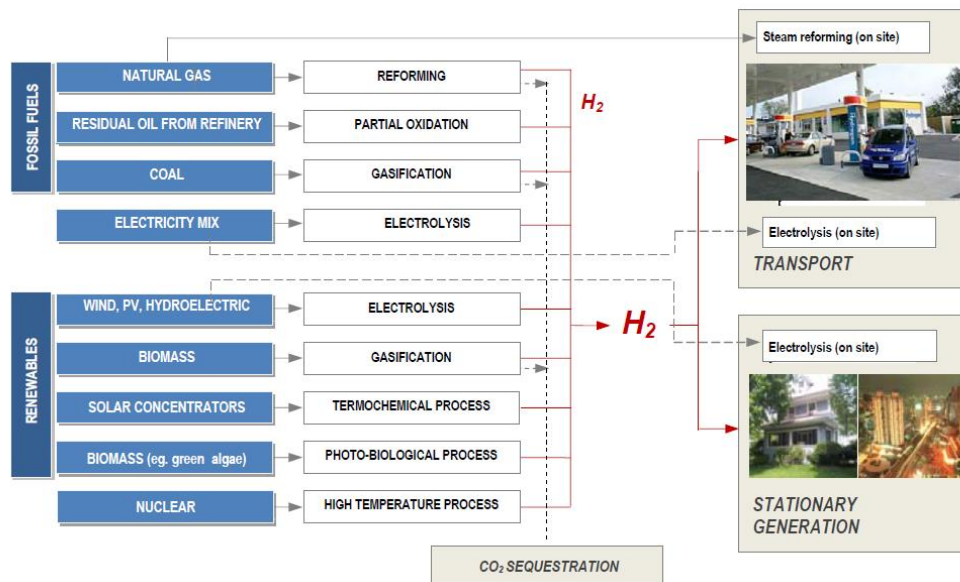 Steam reforming (on site)
FOSSIL FUELS
NATURAL GAS
REFORMING
H2
RESIDUAL OIL FROM REFINERY
PARTIAL OXIDATION
COAL
GASIFICATION
ELECTRICITY MIX
ELECTROLYSIS
Electrolysis (on site)
TRANSPORT
RENEWABLES
WIND, PV, HYDROELECTRIC
ELECTROLYSIS
H2
Electrolysis (on site)
BIOMASS
GASIFICATION
SOLAR CONCENTRATORS
TERMOCHEMICAL PROCESS
BIOMASS (eg. green algae)
PHOTO-BIOLOGICAL PROCESS
NUCLEAR
HIGH TEMPERATURE PROCESS
STATIONARY
GENERATION
CO2 SEQUESTRATION